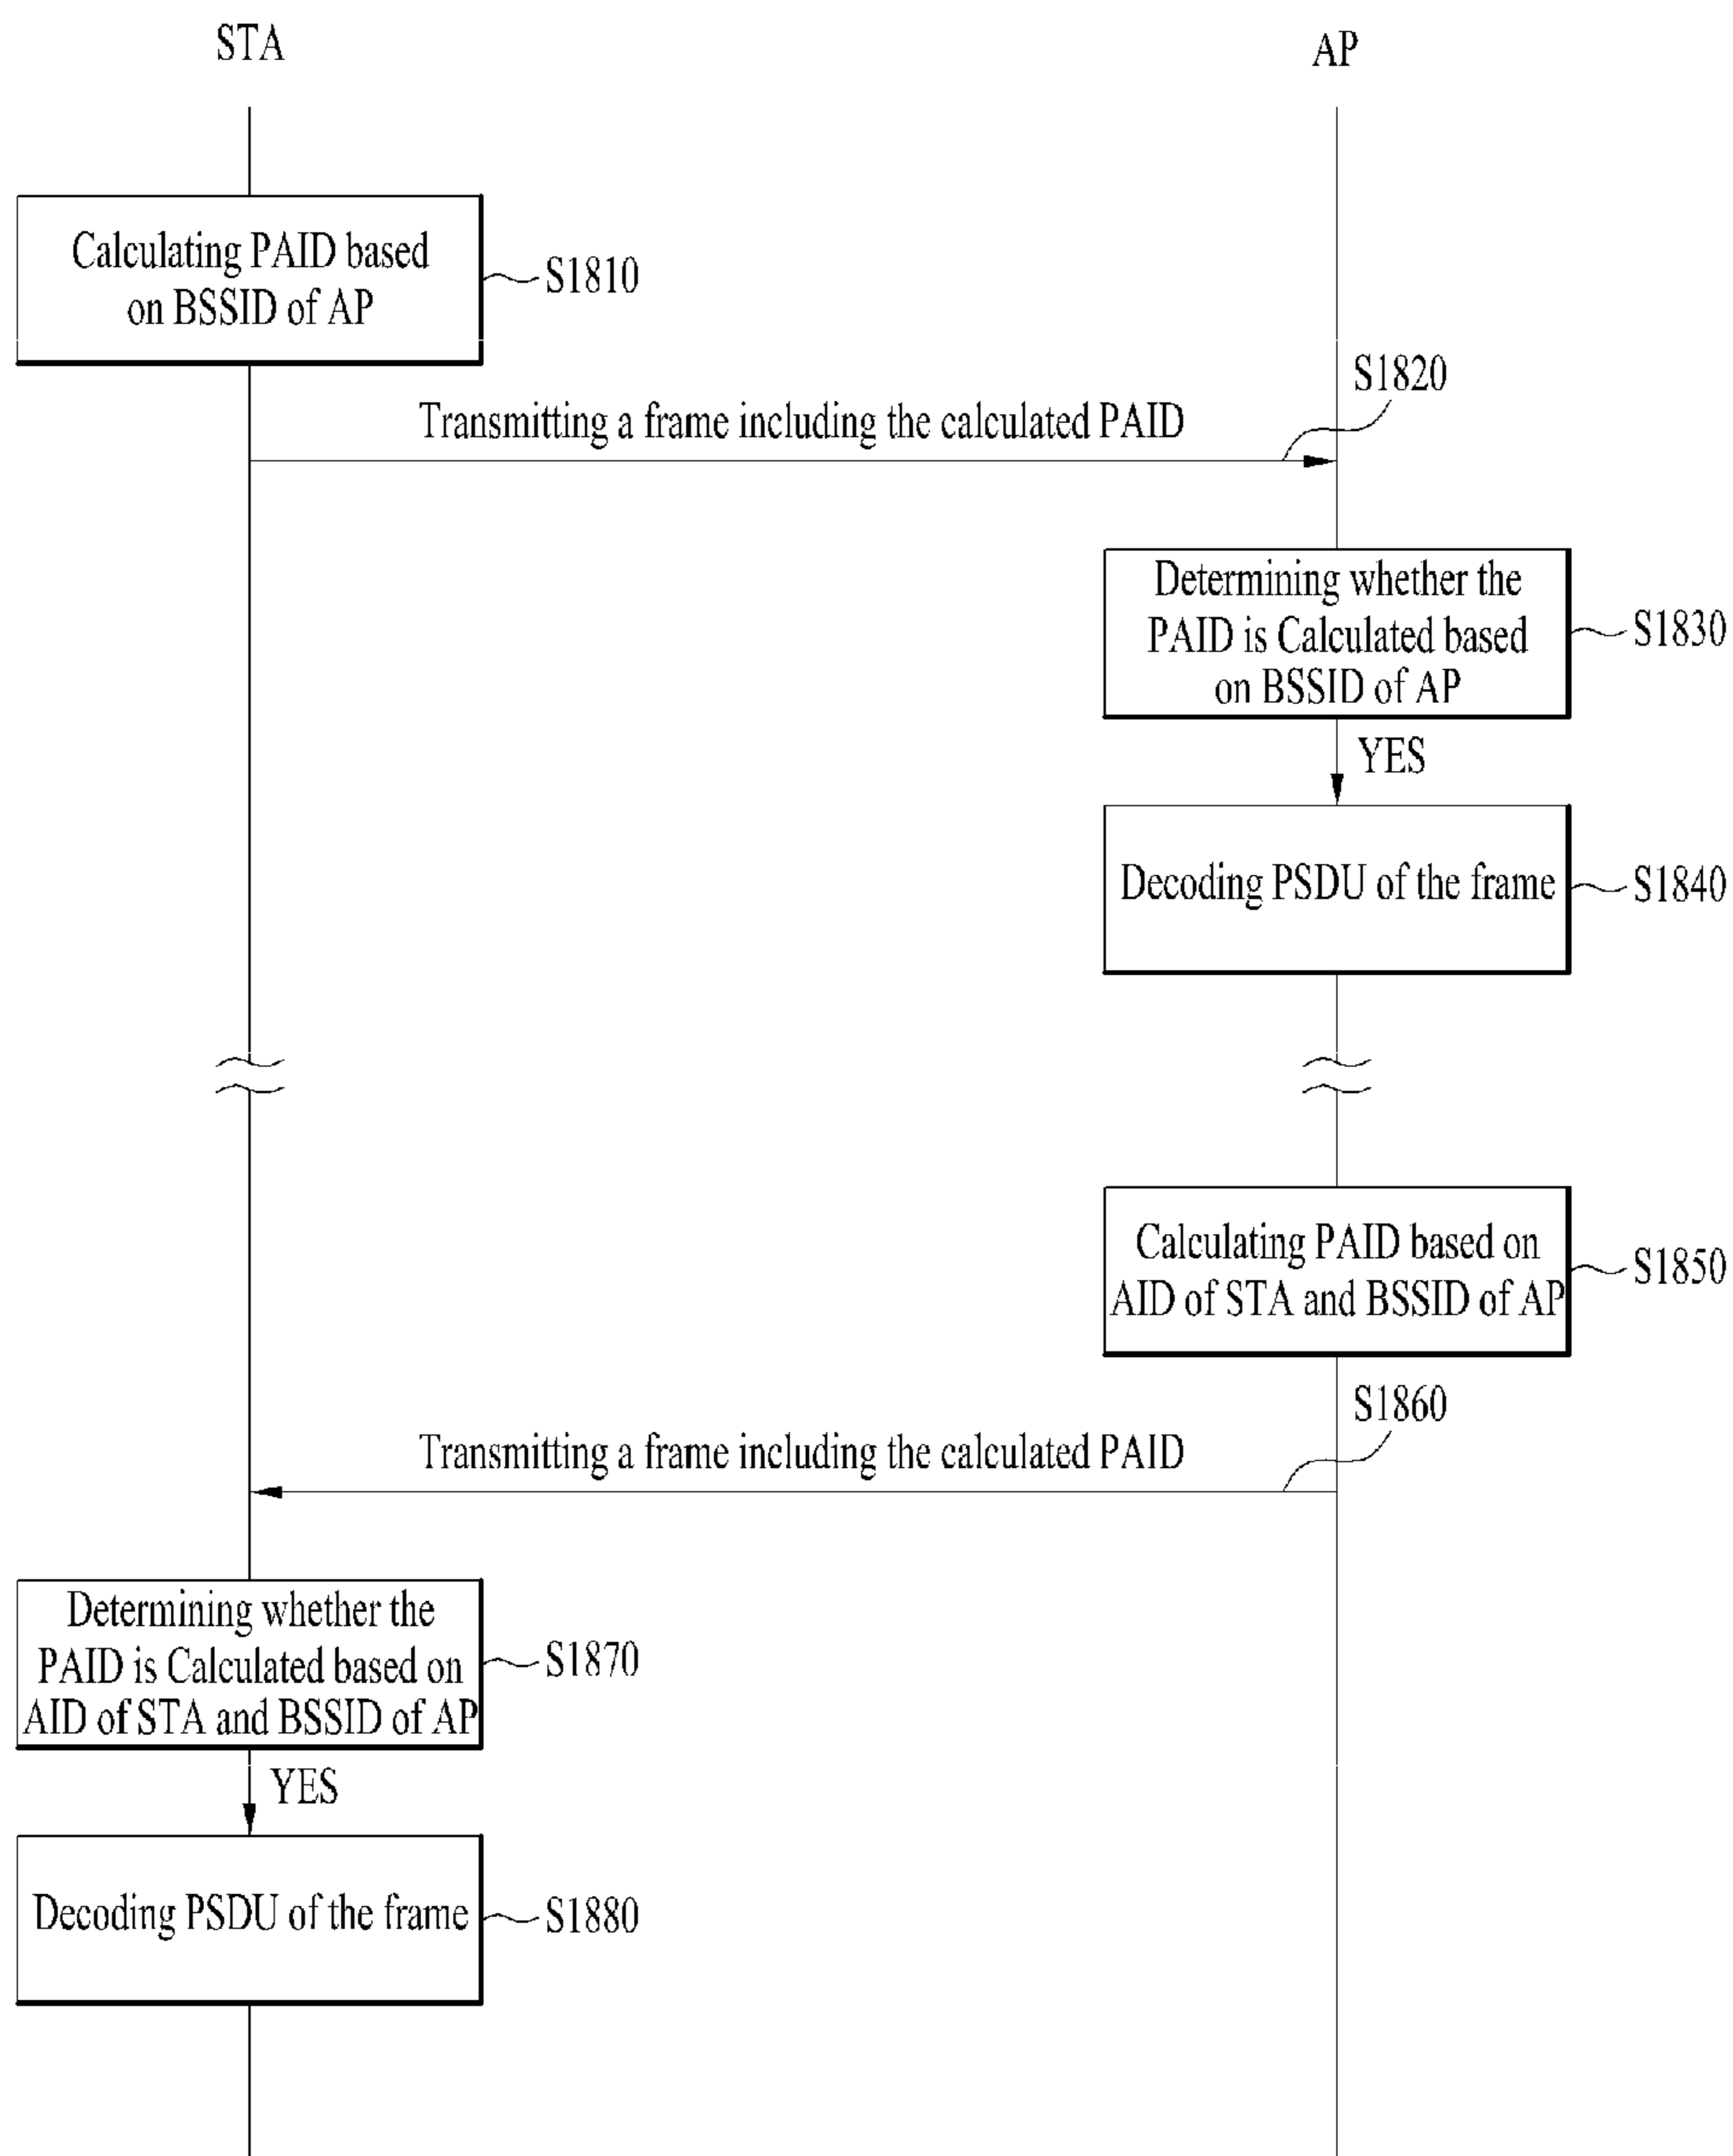 STA
AP
Calculating PAID based
on BSSID of AP
S1810
S1820
Transmitting a frame including the calculated PAID
Determining whether the
PAID is Calculated based
on BSSID of AP
S1830
YES
Decoding PSDU of the frame
S1840
Calculating PAID based on
AID of STA and BSSID of AP
S1850
S1860
Transmitting a frame including the calculated PAID
Determining whether the
PAID is Calculated based on
AID of STA and BSSID of AP
S1870
YES
Decoding PSDU of the frame
S1880